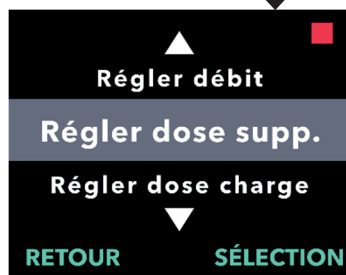 Régler débit
Régler dose supp.
Régler dose charge
RETOUR SÉLECTION